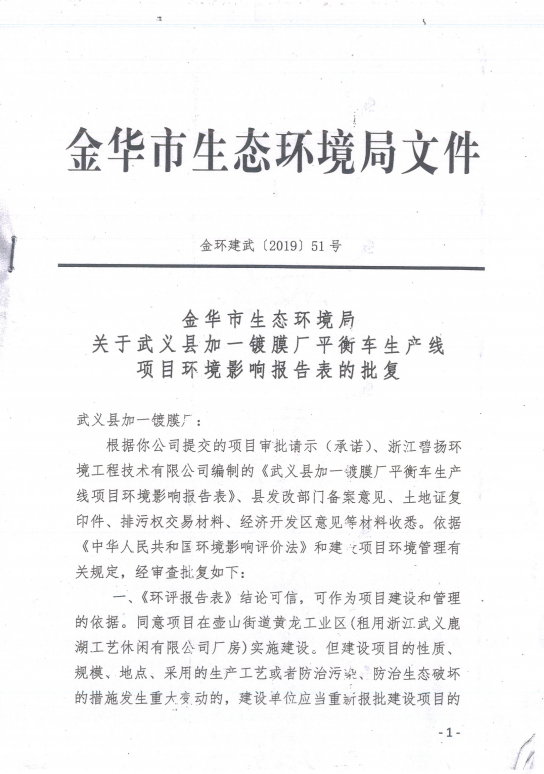 金华市生态环境局文件
金环建武〔2019〕51号
金华市生态环境局
关于武义县加一镀膜厂平衡车生产线
项目环境影响报告表的批复
武义县加一镀膜厂：
根据你公司提交的项目审批请示（承诺）、浙江碧扬环
境工程技术有限公司编制的《武义县加一镀膜厂平衡车生产
线项目环境影响报告表》、县发改部门备案意见、土地证复
印件、排污权交易材料、经济开发区意见等材料收悉。依据
《中华人民共和国环境影响评价法》和建设项目环境管理有
关规定，经审查批复如下：
一、《环评报告表》结论可信，可作为项目建设和管理
的依据。同意项目在壶山街道黄龙工业区(租用浙江武义鹿
湖工艺休闲有限公司厂房)实施建设。但建设项目的性质、
规模、地点、采用的生产工艺或者防治污染、防治生态破坏
的措施发生重大变动的，建设单位应当重新报批建设项目的
-1-